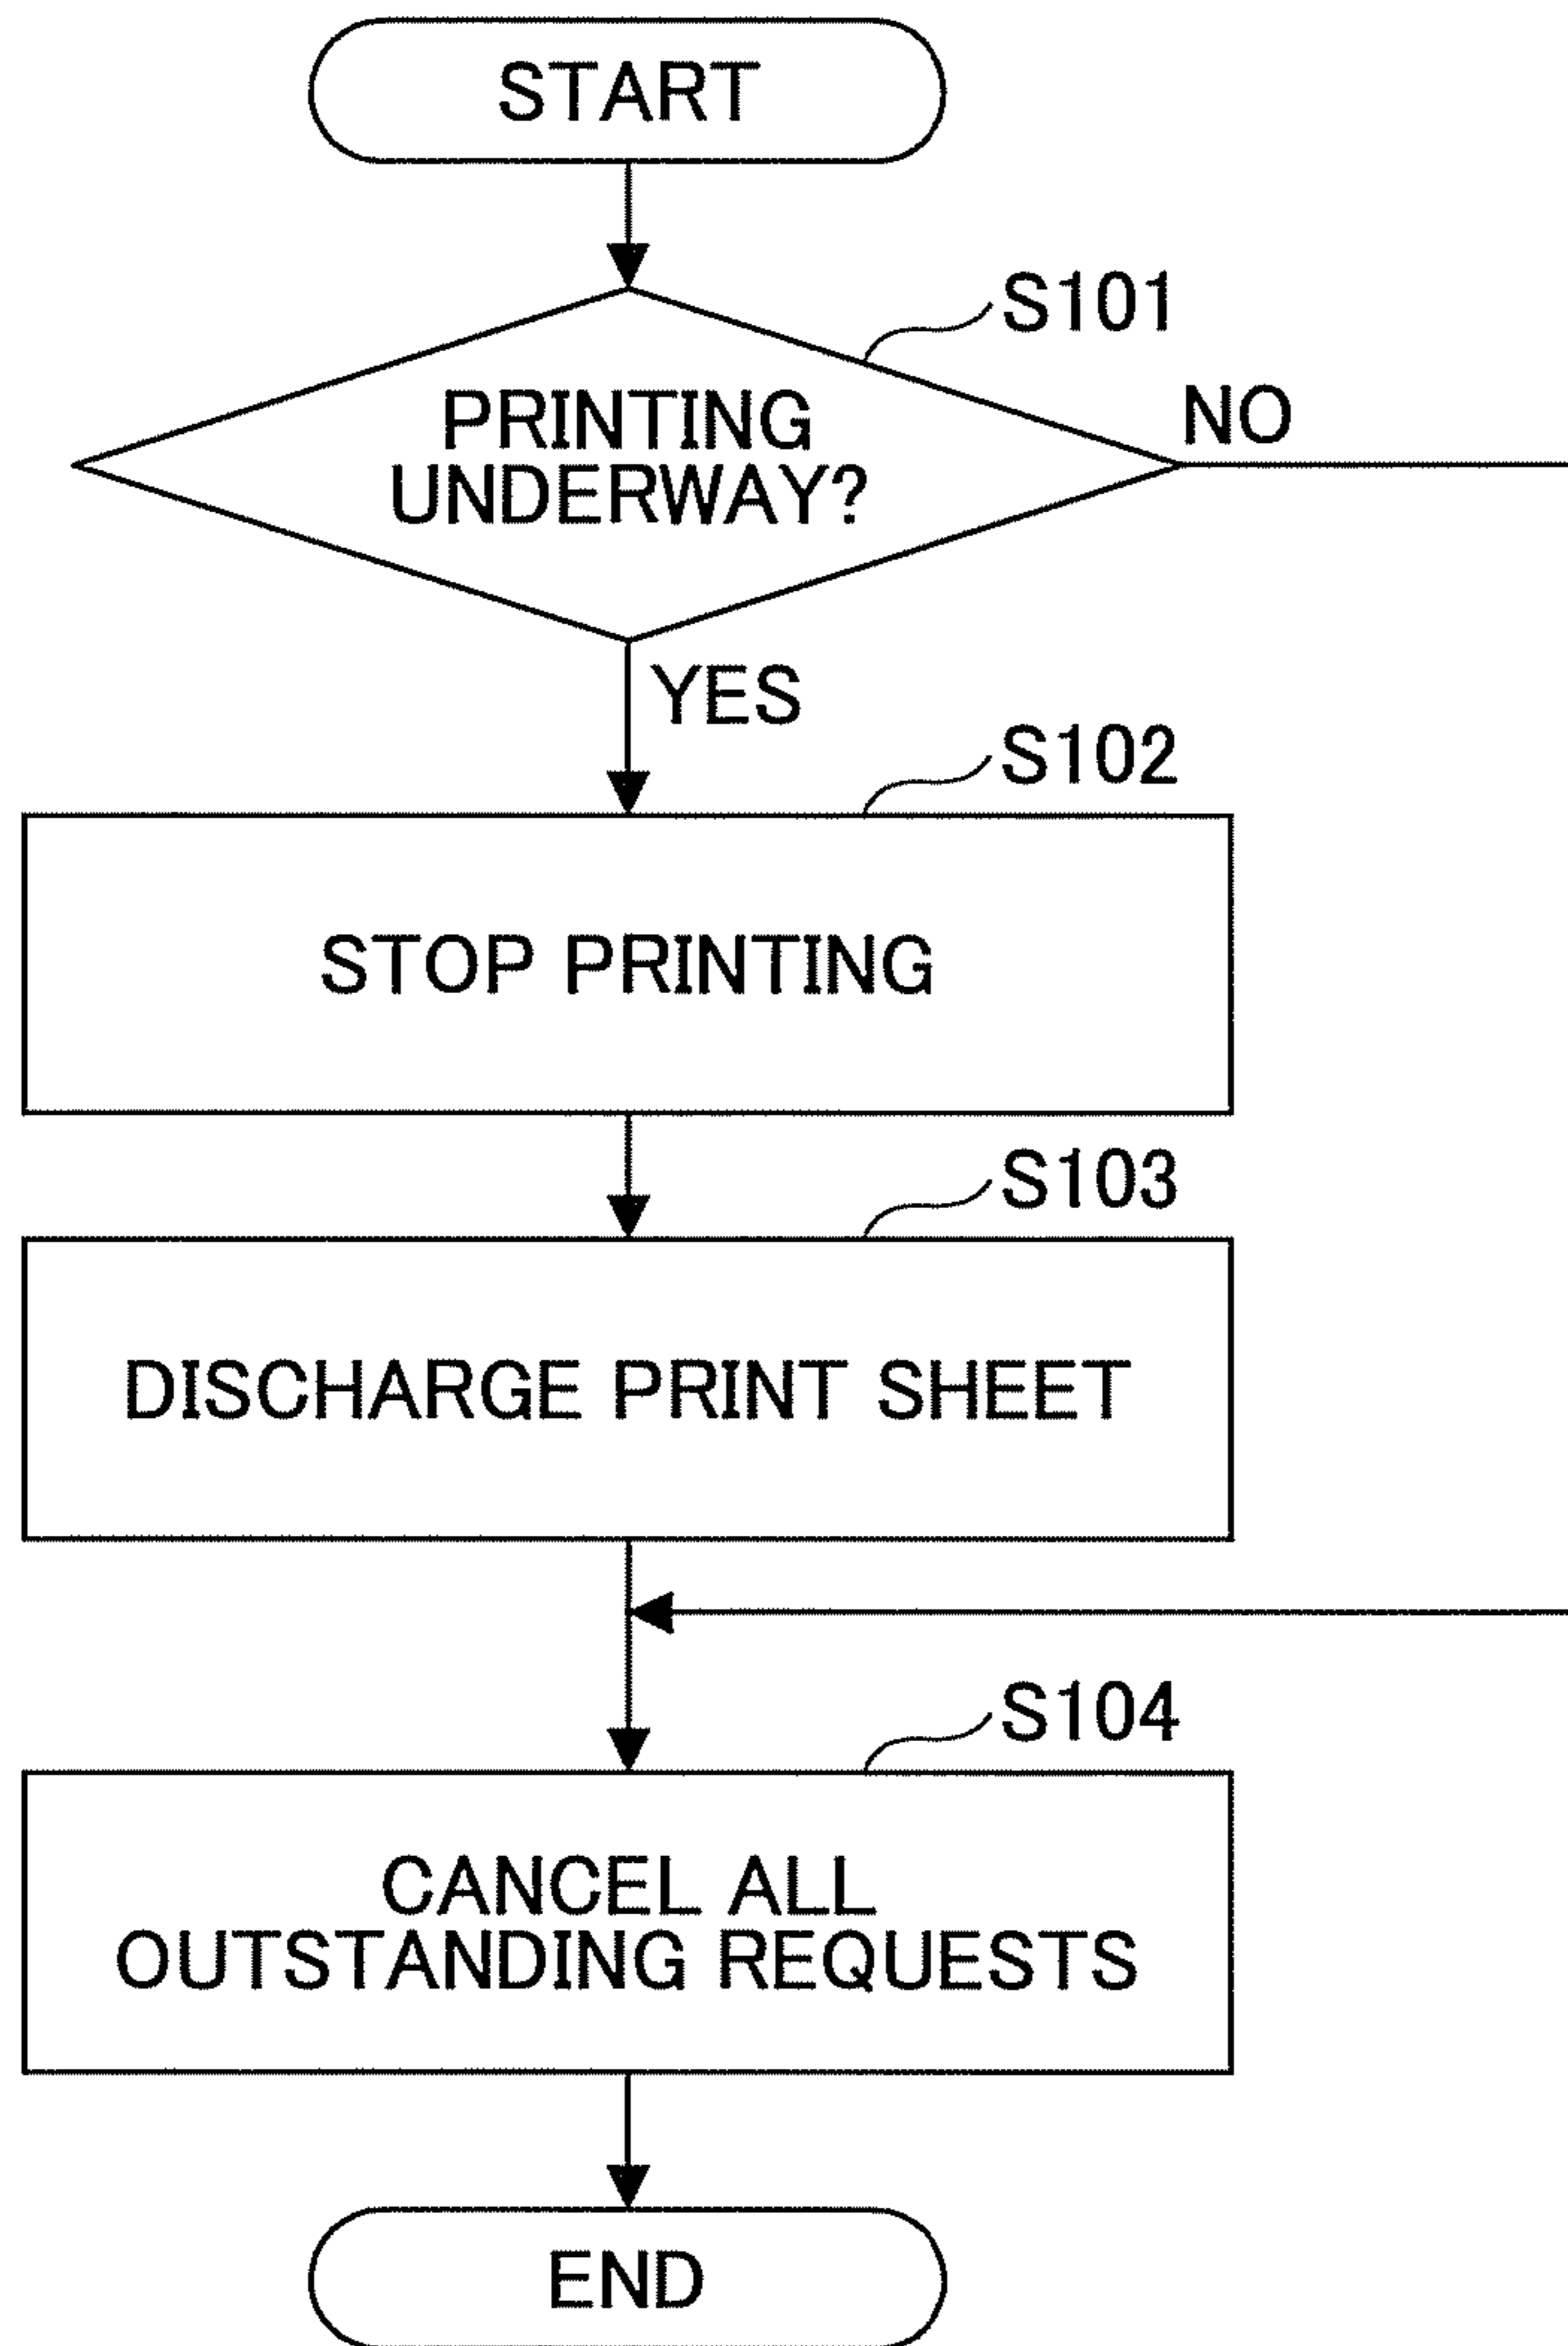 START
S101
PRINTING
UNDERWAY?
NO
YES
S102
STOP PRINTING
S103
DISCHARGE PRINT SHEET
S104
CANCEL ALL
OUTSTANDING REQUESTS
END